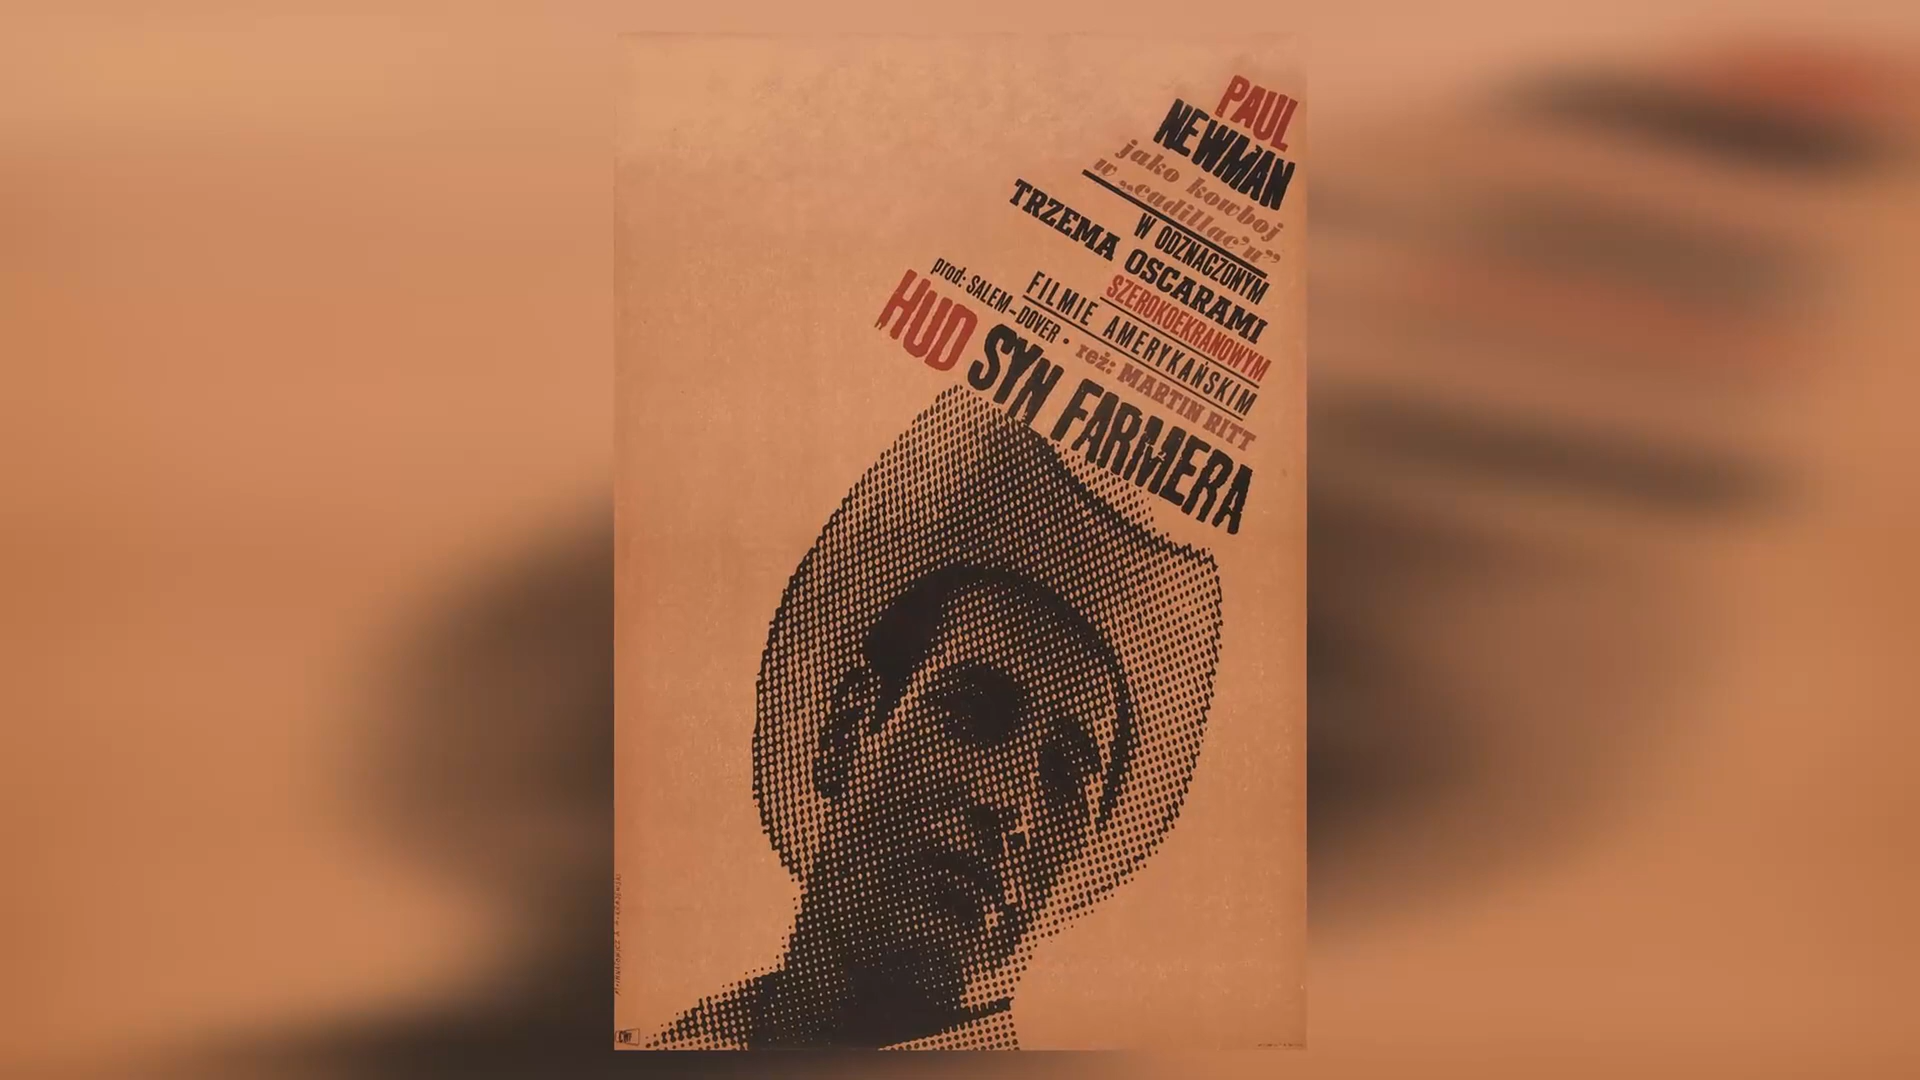 PAUL
NEWMAN
jako kowboj
w „cadillac'u”
W ODZNACZONYM
TRZEMA OSCARAMI
SZEROKOEKRANOWYM
FILMIE AMERYKAŃSKIM
prod: SALEM-DOVER • reż: MARTIN RITT
HUD SYN FARMERA
CWF